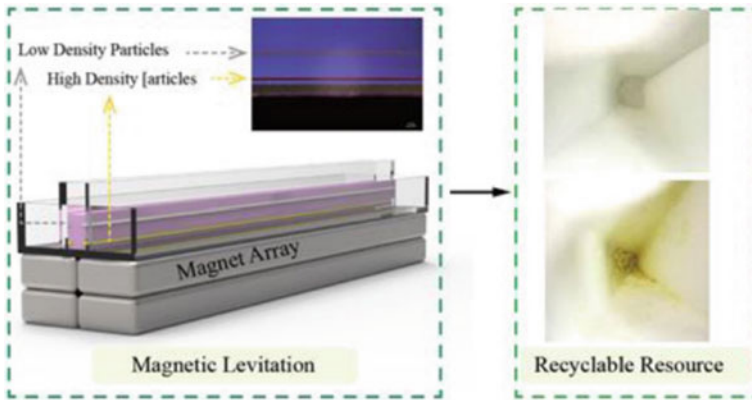 Low Density Particles
High Density [articles
Magnet Array
Magnetic Levitation
Recyclable Resource